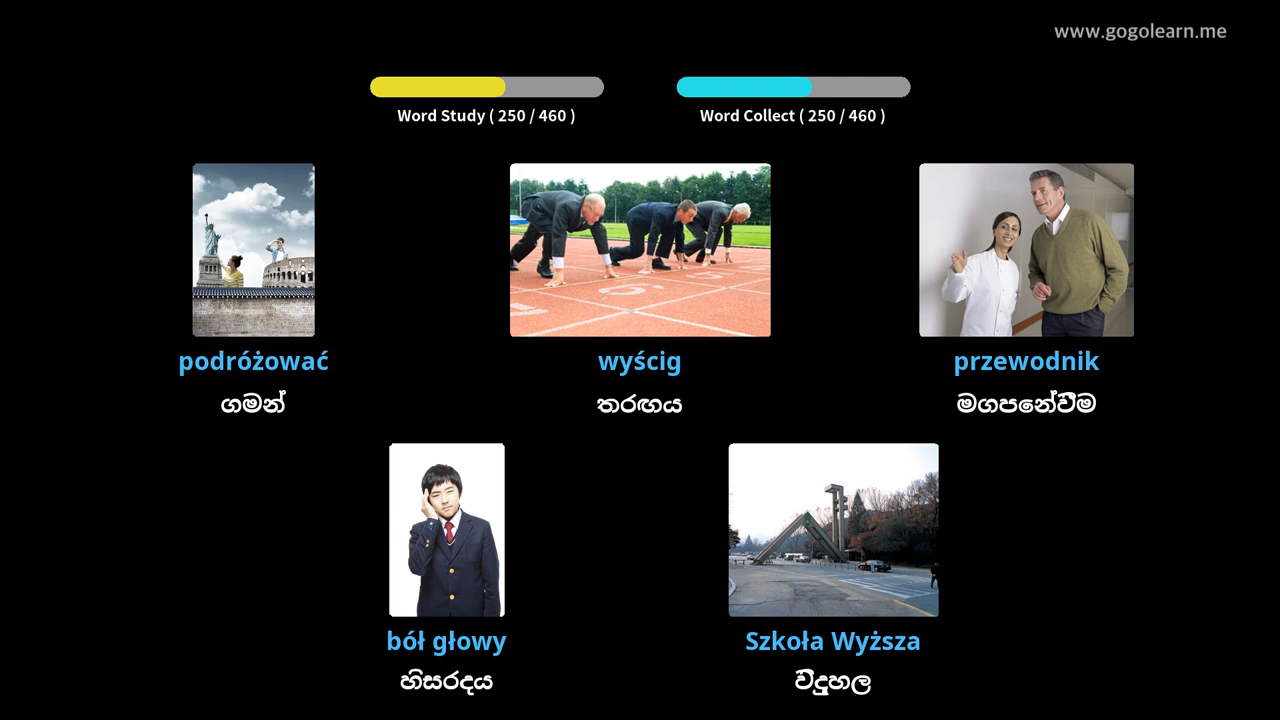 www.gogolearn.me
Word Study ( 250 / 460 )
Word Collect ( 250 / 460 )
podróżować
wyścig
przewodnik
ගමන්
තරඟය
මගපනේවීම
ból głowy
Szkoła Wyższa
හිසරදය
විදුහල